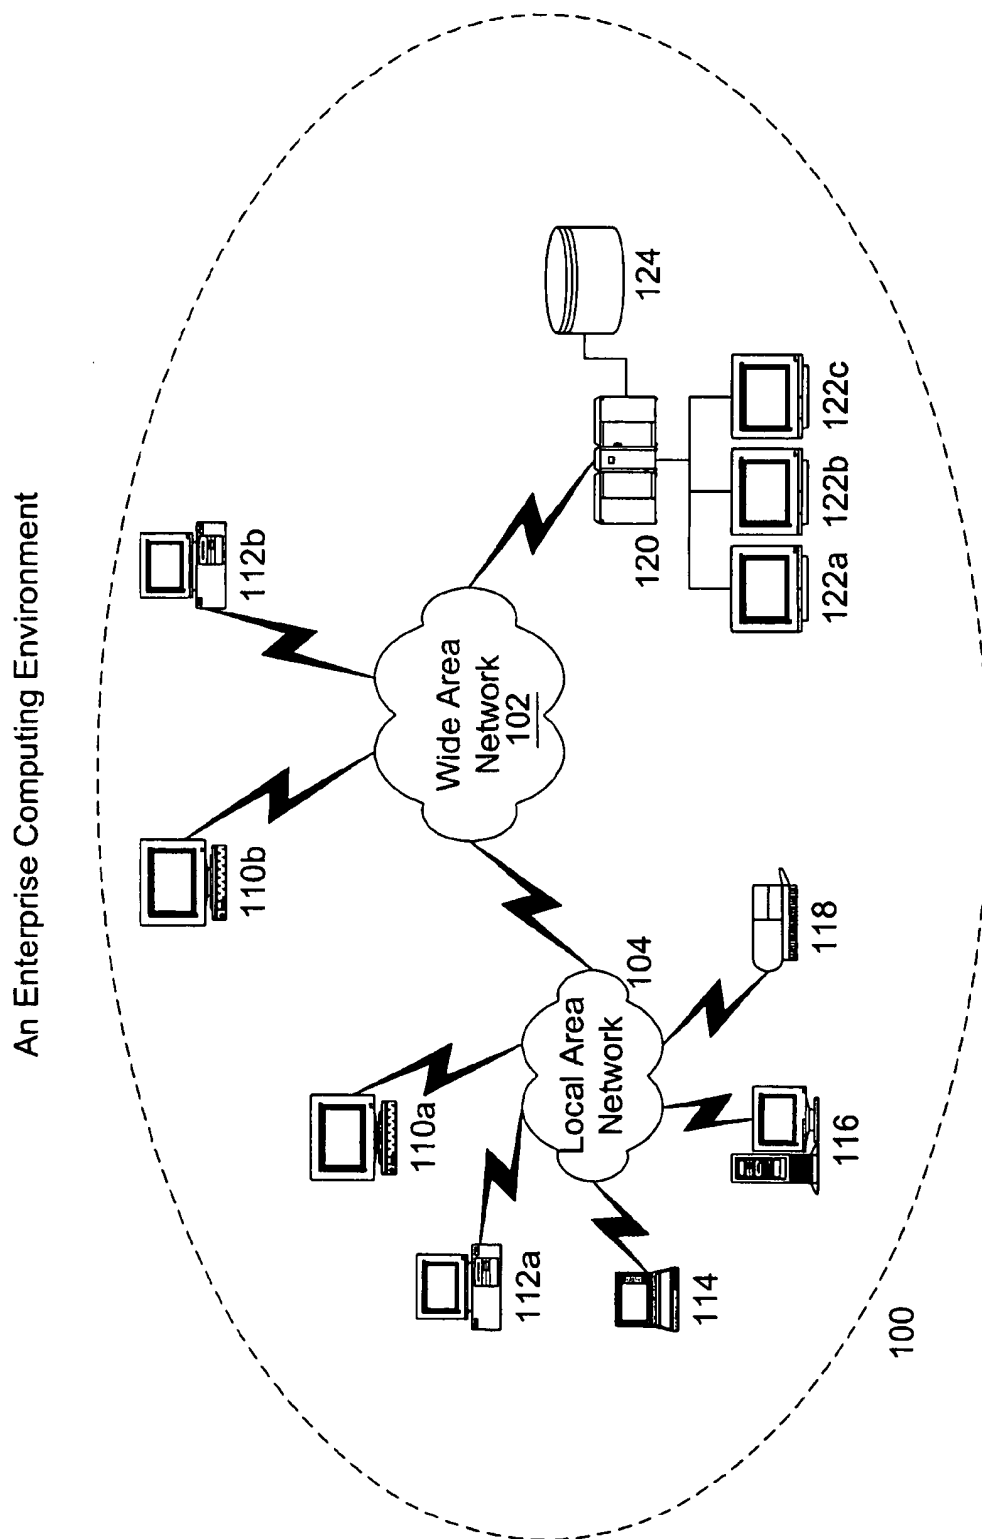 An Enterprise Computing Environment
110b
112b
112a
110a
Wide Area
Network
102
Local Area
Network
104
120
124
114
116
118
122a
122b
122c
100